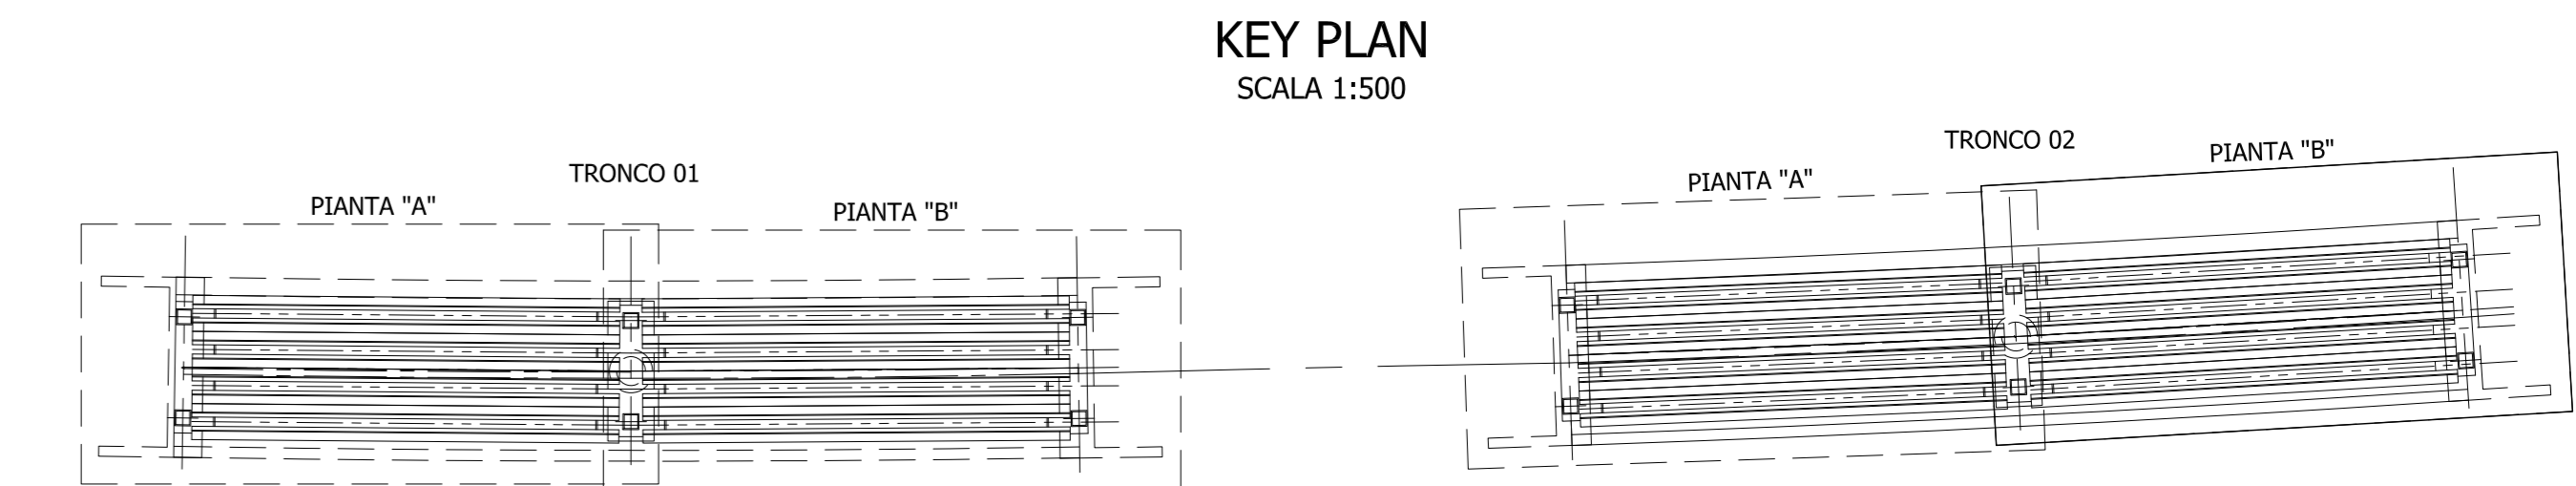 KEY PLAN
SCALA 1:500
TRONCO 01
PIANTA "A"
PIANTA "B"
TRONCO 02
PIANTA "A"
PIANTA "B"